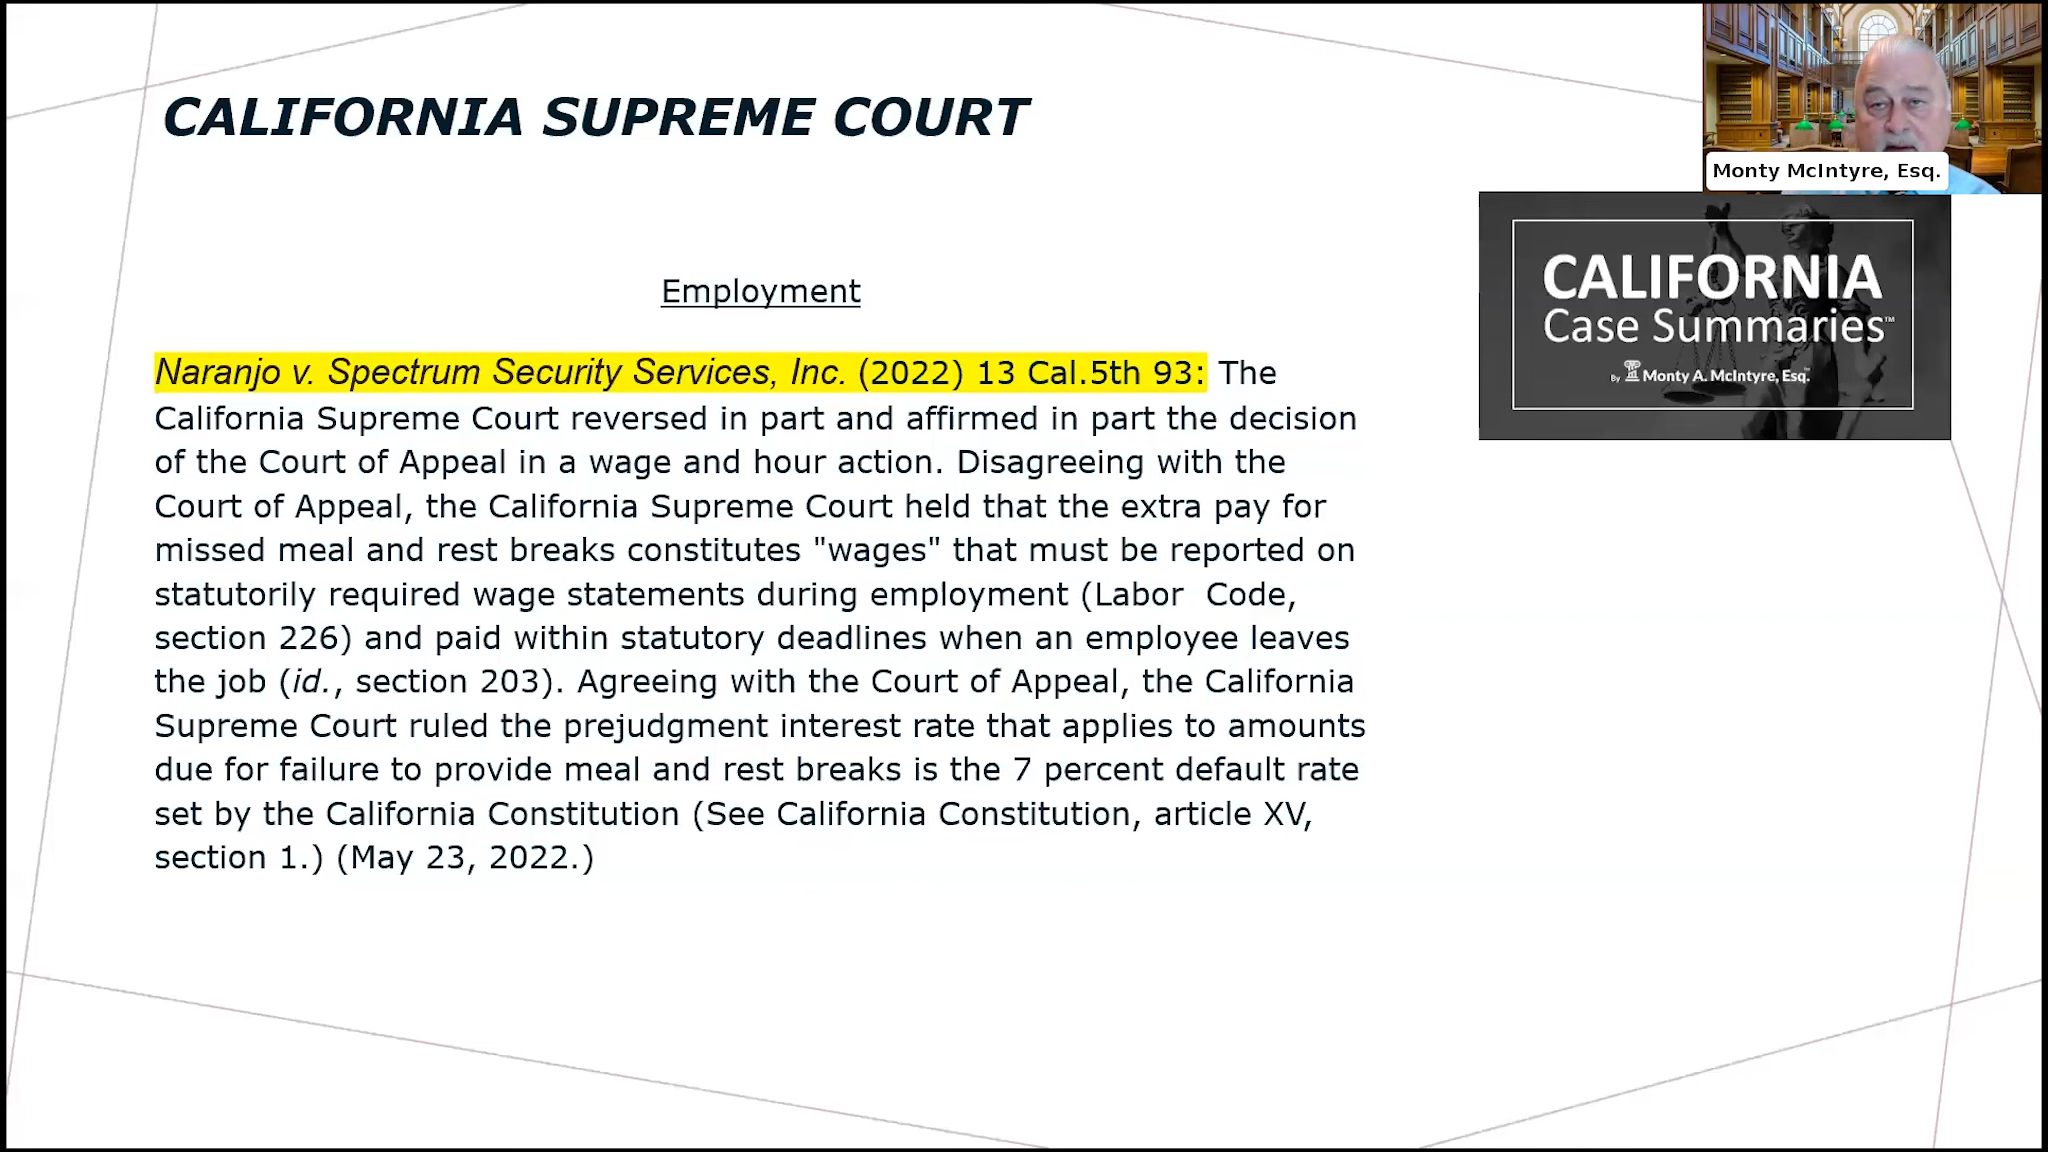 CALIFORNIA SUPREME COURT
Monty McIntyre, Esq.
CALIFORNIA
Case Summaries™
By Monty A. McIntyre, Esq.
Employment
Naranjo v. Spectrum Security Services, Inc. (2022) 13 Cal.5th 93: The
California Supreme Court reversed in part and affirmed in part the decision
of the Court of Appeal in a wage and hour action. Disagreeing with the
Court of Appeal, the California Supreme Court held that the extra pay for
missed meal and rest breaks constitutes "wages" that must be reported on
statutorily required wage statements during employment (Labor  Code,
section 226) and paid within statutory deadlines when an employee leaves
the job (id., section 203). Agreeing with the Court of Appeal, the California
Supreme Court ruled the prejudgment interest rate that applies to amounts
due for failure to provide meal and rest breaks is the 7 percent default rate
set by the California Constitution (See California Constitution, article XV,
section 1.) (May 23, 2022.)